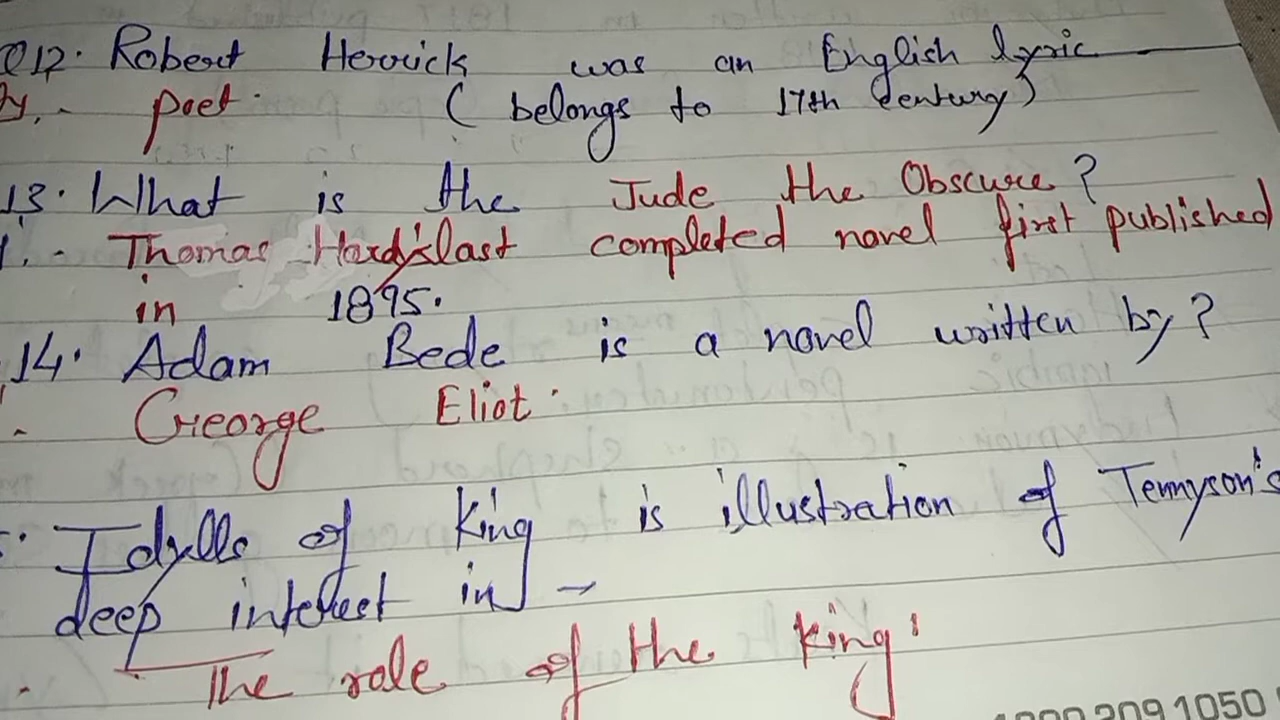 Q12. Robert Herrick was an English lyric
poet. ( belongs to 17th century)
13. What is the Jude the Obscure?
- Thomas Hardy's last completed novel first published
in 1895.
14. Adam Bede is a novel written by?
- George Eliot.
Idylls of King is illustration of Tennyson's
deep interest in -
- The role of the king.
209 1050